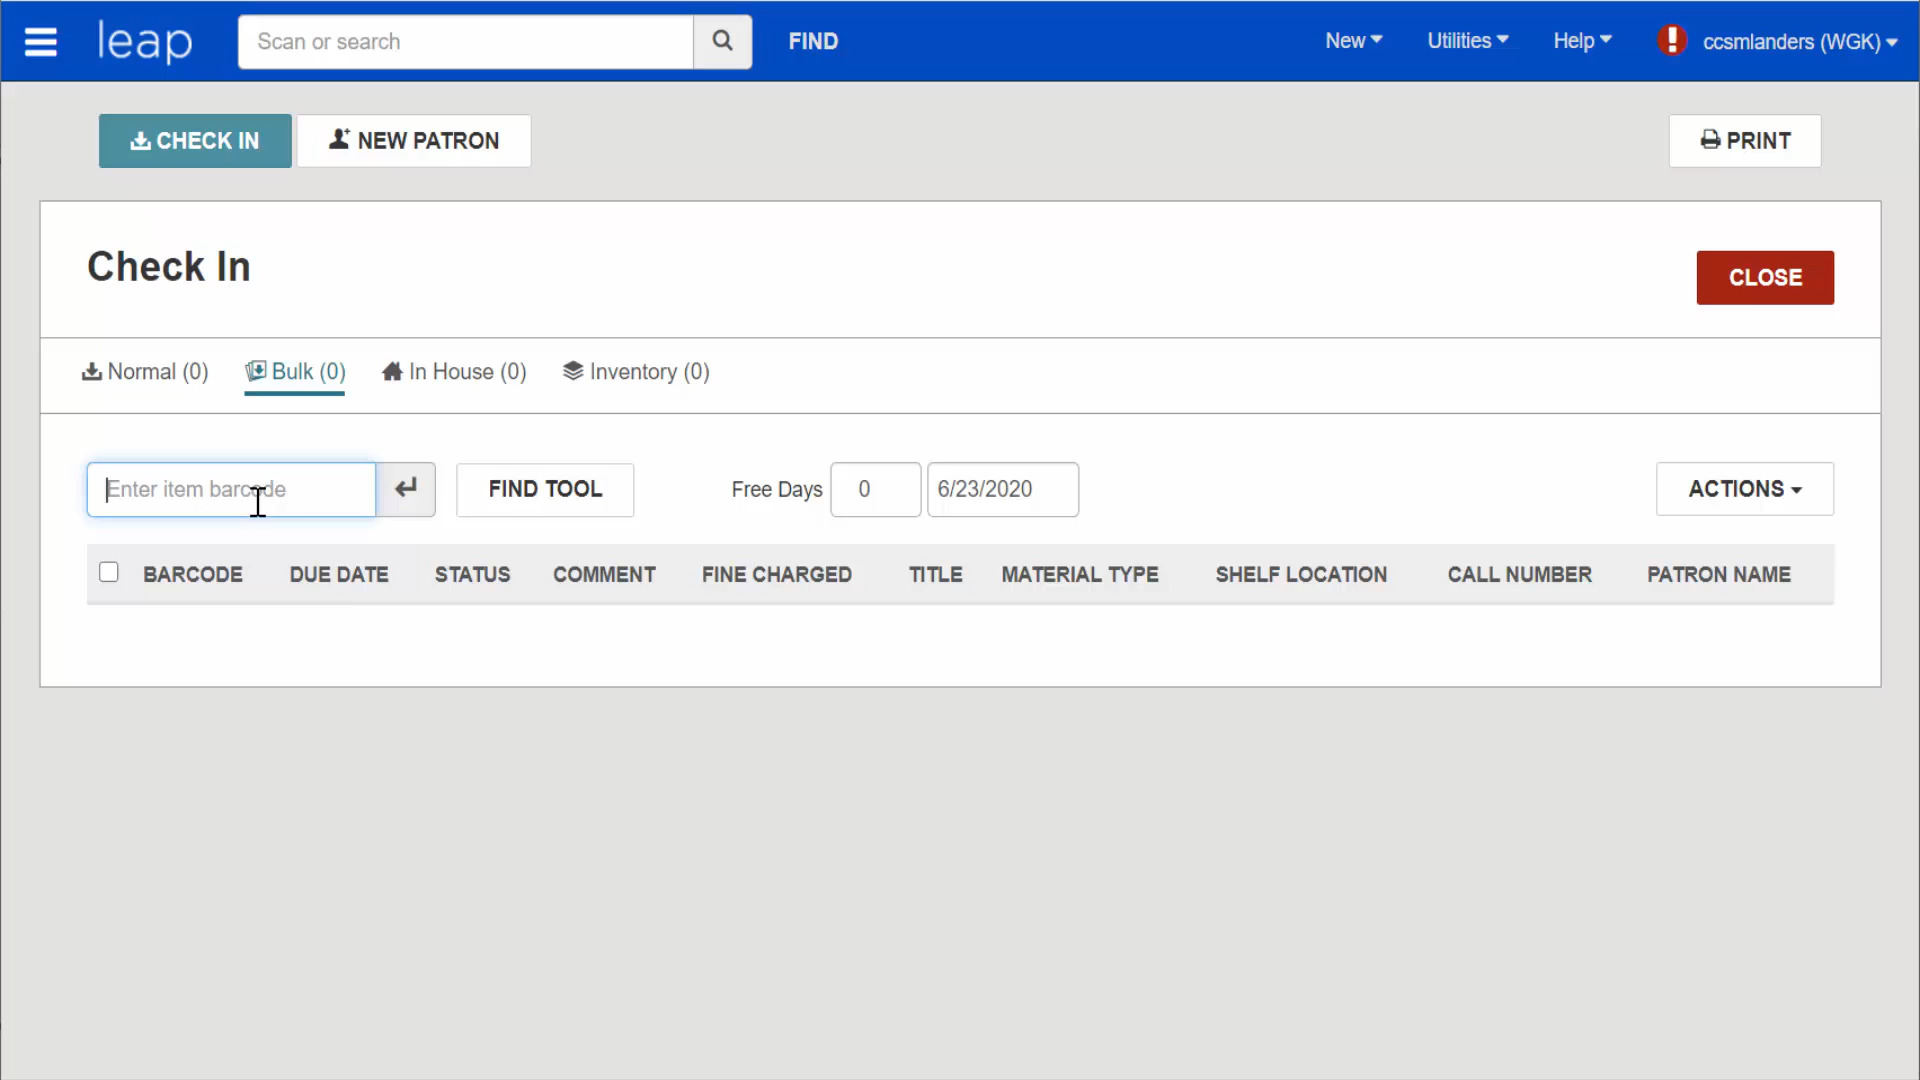 leap Scan or search FIND New Utilities Help ccsmlanders (WGK)
CHECK IN NEW PATRON PRINT
Check In
CLOSE
Normal (0) Bulk (0) In House (0) Inventory (0)
Enter item barcode FIND TOOL Free Days 0 6/23/2020 ACTIONS
BARCODE DUE DATE STATUS COMMENT FINE CHARGED TITLE MATERIAL TYPE SHELF LOCATION CALL NUMBER PATRON NAME